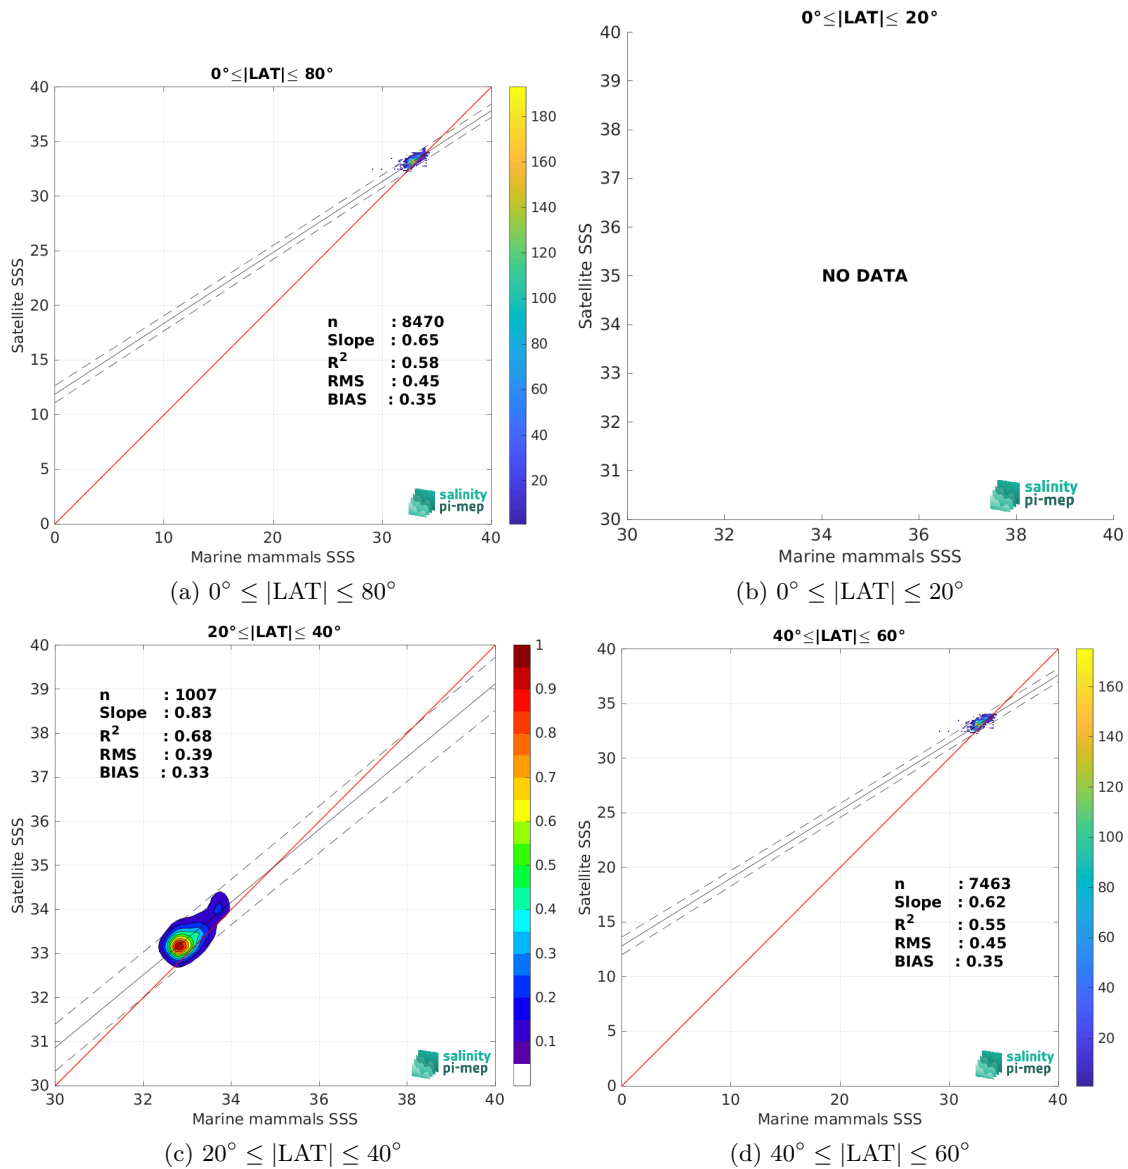 0°≤|LAT|≤ 80°
40
35
30
25
20
15
10
5
0
Satellite SSS
n : 8470
Slope : 0.65
R² : 0.58
RMS : 0.45
BIAS : 0.35
salinity
pi-mep
0 10 20 30 40
Marine mammals SSS
180
160
140
120
100
80
60
40
20
(a) 0° ≤ |LAT| ≤ 80°
0°≤|LAT|≤ 20°
40
39
38
37
36
35
34
33
32
31
30
Satellite SSS
NO DATA
salinity
pi-mep
30 32 34 36 38 40
Marine mammals SSS
(b) 0° ≤ |LAT| ≤ 20°
20°≤|LAT|≤ 40°
40
39
38
37
36
35
34
33
32
31
30
Satellite SSS
n : 1007
Slope : 0.83
R² : 0.68
RMS : 0.39
BIAS : 0.33
salinity
pi-mep
30 32 34 36 38 40
Marine mammals SSS
1
0.9
0.8
0.7
0.6
0.5
0.4
0.3
0.2
0.1
(c) 20° ≤ |LAT| ≤ 40°
40°≤|LAT|≤ 60°
40
35
30
25
20
15
10
5
0
Satellite SSS
n : 7463
Slope : 0.62
R² : 0.55
RMS : 0.45
BIAS : 0.35
salinity
pi-mep
0 10 20 30 40
Marine mammals SSS
160
140
120
100
80
60
40
20
(d) 40° ≤ |LAT| ≤ 60°